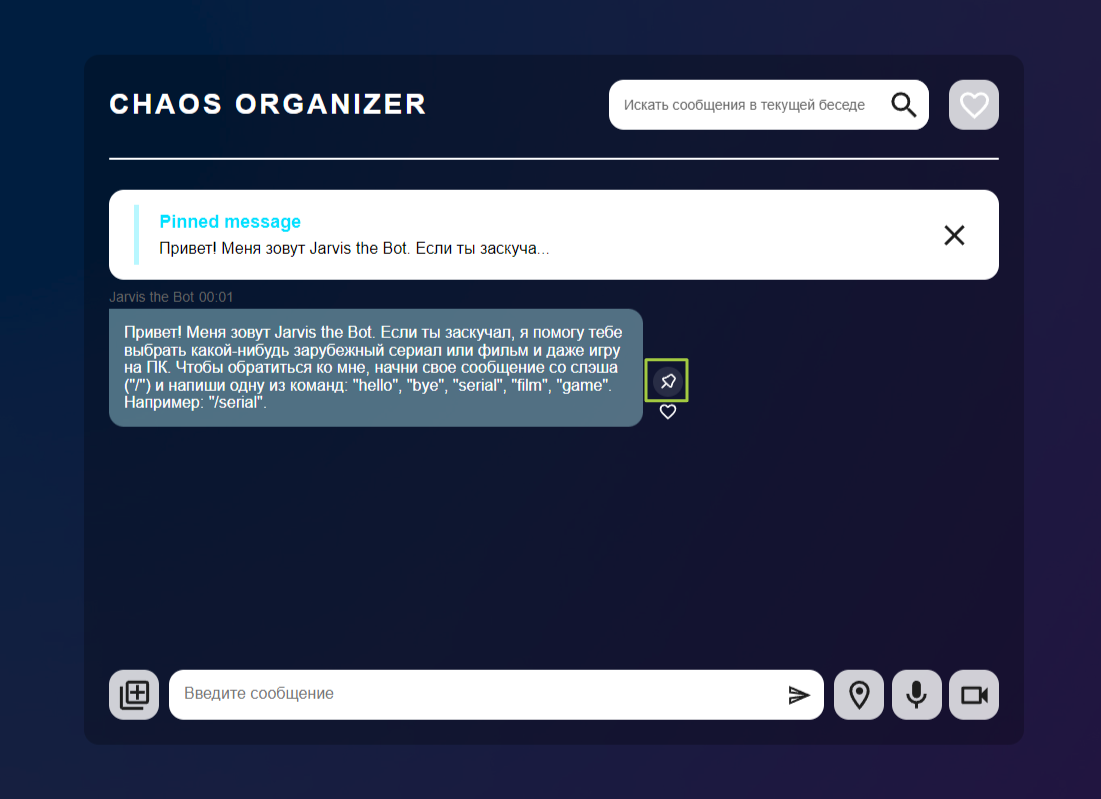 CHAOS ORGANIZER
Искать сообщения в текущей беседе
Pinned message
Привет! Меня зовут Jarvis the Bot. Если ты заскуча...
Jarvis the Bot 00:01
Привет! Меня зовут Jarvis the Bot. Если ты заскучал, я помогу тебе
выбрать какой-нибудь зарубежный сериал или фильм и даже игру
на ПК. Чтобы обратиться ко мне, начни свое сообщение со слэша
("/") и напиши одну из команд: "hello", "bye", "serial", "film", "game".
Например: "/serial".
Введите сообщение